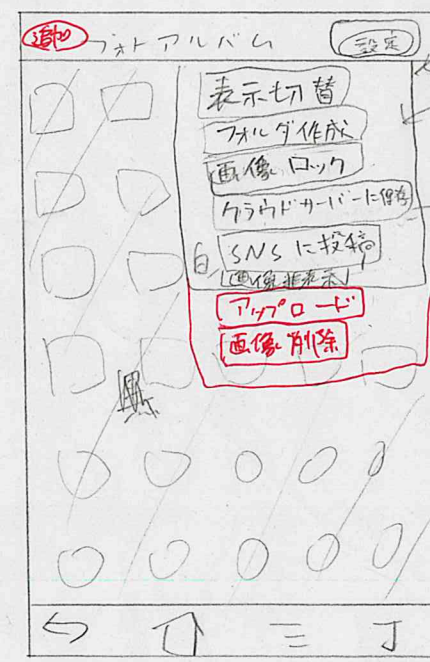 追加 フォトアルバム 設定
表示切替
フォルダ作成
画像ロック
クラウドサーバーに保存
SNSに投稿
画像非表示
アップロード
画像削除